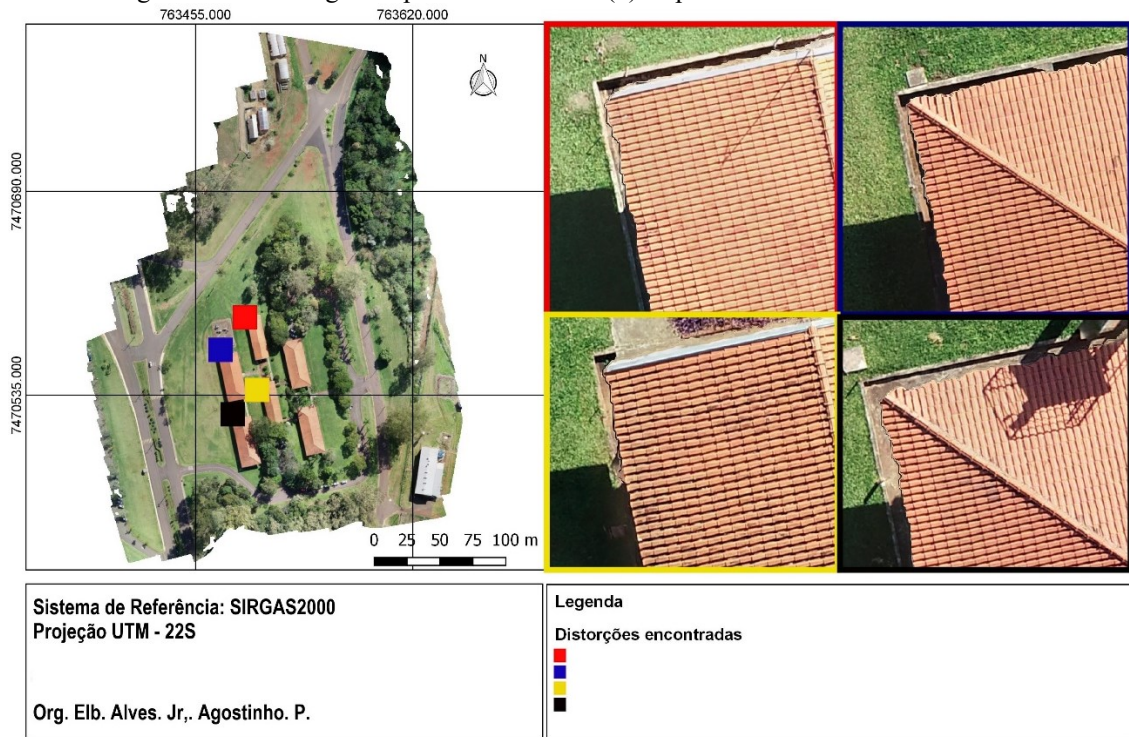 763455.000 763620.000
N
7470690.000
7470535.000
0 25 50 75 100 m
Sistema de Referência: SIRGAS2000
Projeção UTM - 22S
Org. Elb. Alves. Jr,. Agostinho. P.
Legenda
Distorções encontradas